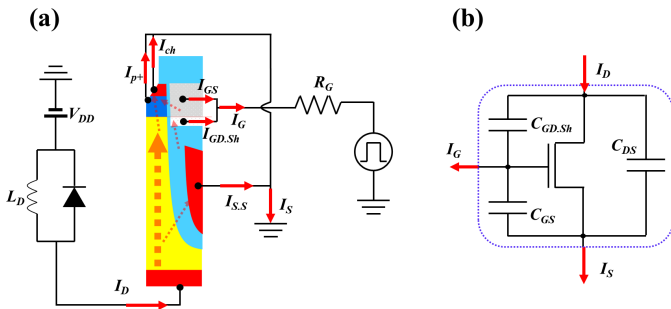 (a)
(b)
I_ch
I_p+
I_GS
I_G
R_G
I_GD.Sh
V_DD
L_D
I_S.S
I_S
I_D
I_D
C_GD.Sh
C_DS
I_G
C_GS
I_S